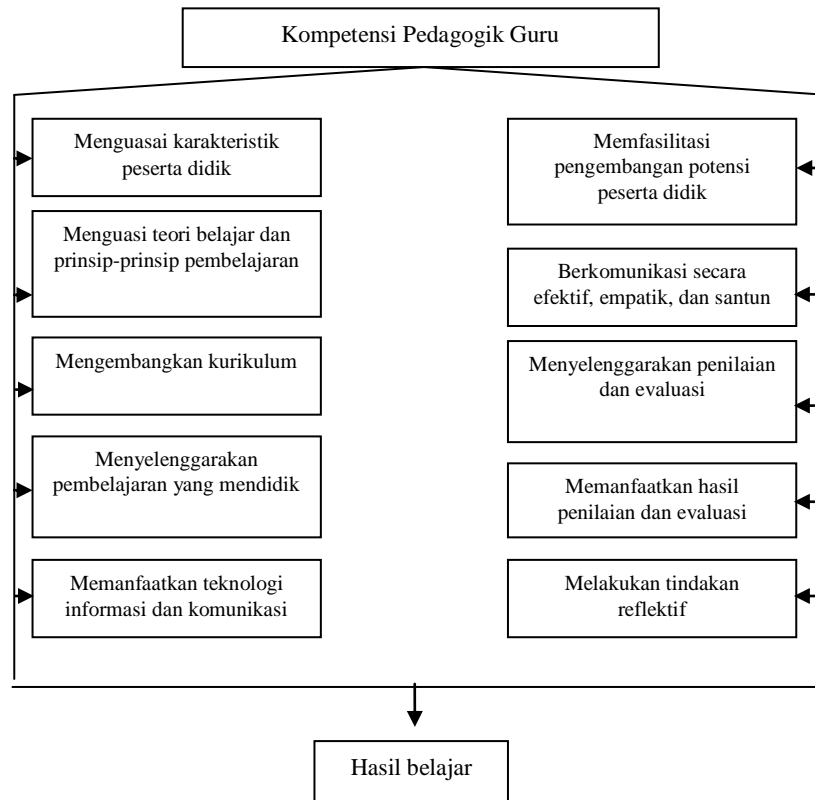 Kompetensi Pedagogik Guru
Menguasai karakteristik
peserta didik
Menguasi teori belajar dan
prinsip-prinsip pembelajaran
Mengembangkan kurikulum
Menyelenggarakan
pembelajaran yang mendidik
Memanfaatkan teknologi
informasi dan komunikasi
Memfasilitasi
pengembangan potensi
peserta didik
Berkomunikasi secara
efektif, empatik, dan santun
Menyelenggarakan penilaian
dan evaluasi
Memanfaatkan hasil
penilaian dan evaluasi
Melakukan tindakan
reflektif
Hasil belajar